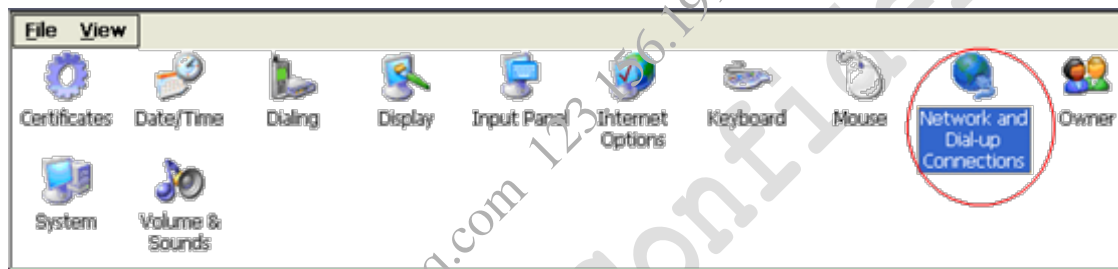 File View
Certificates Date/Time Dialing Display Input Panel Internet Options Keyboard Mouse Network and Dial-up Connections Owner
System Volume & Sounds